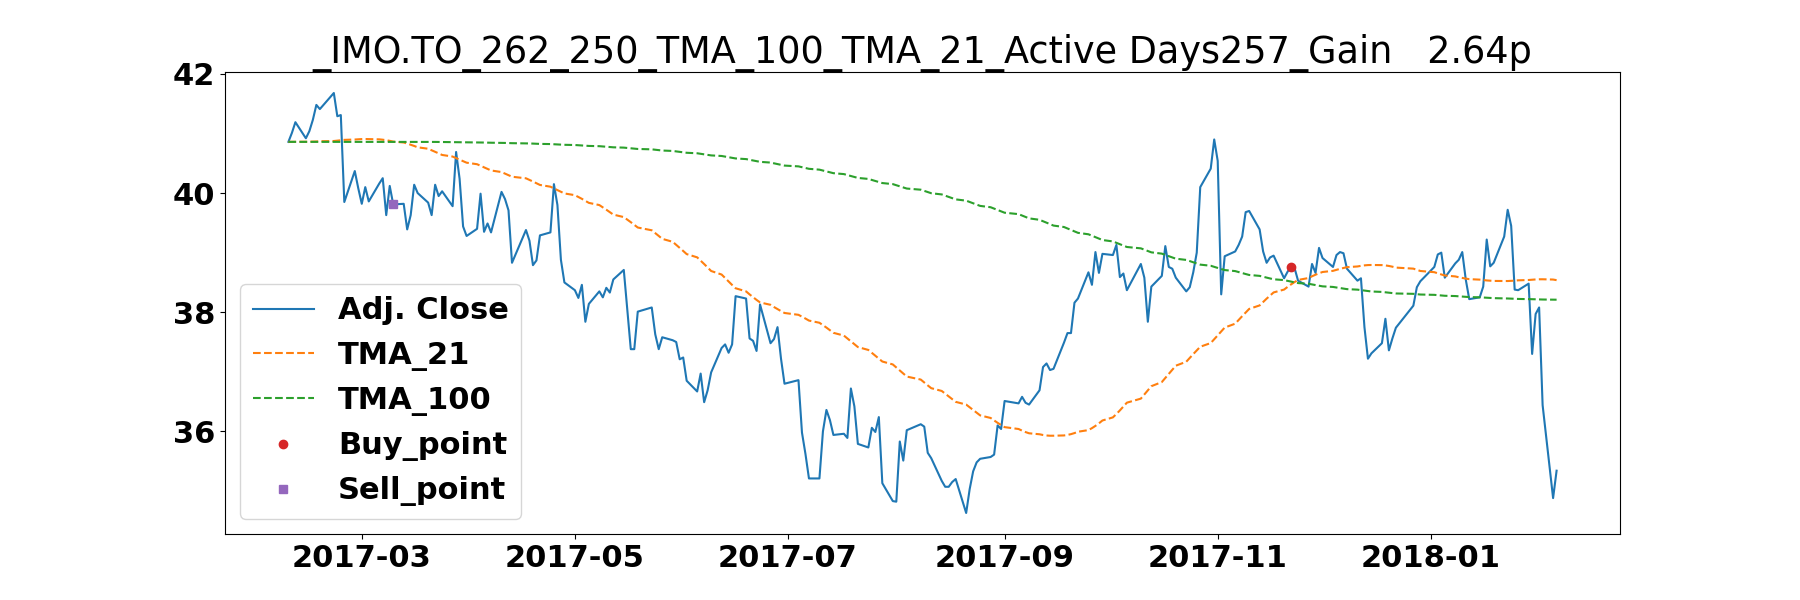 _IMO.TO_262_250_TMA_100_TMA_21_Active Days257_Gain   2.64p
42
40
38
36
Adj. Close
TMA_21
TMA_100
Buy_point
Sell_point
2017-03
2017-05
2017-07
2017-09
2017-11
2018-01